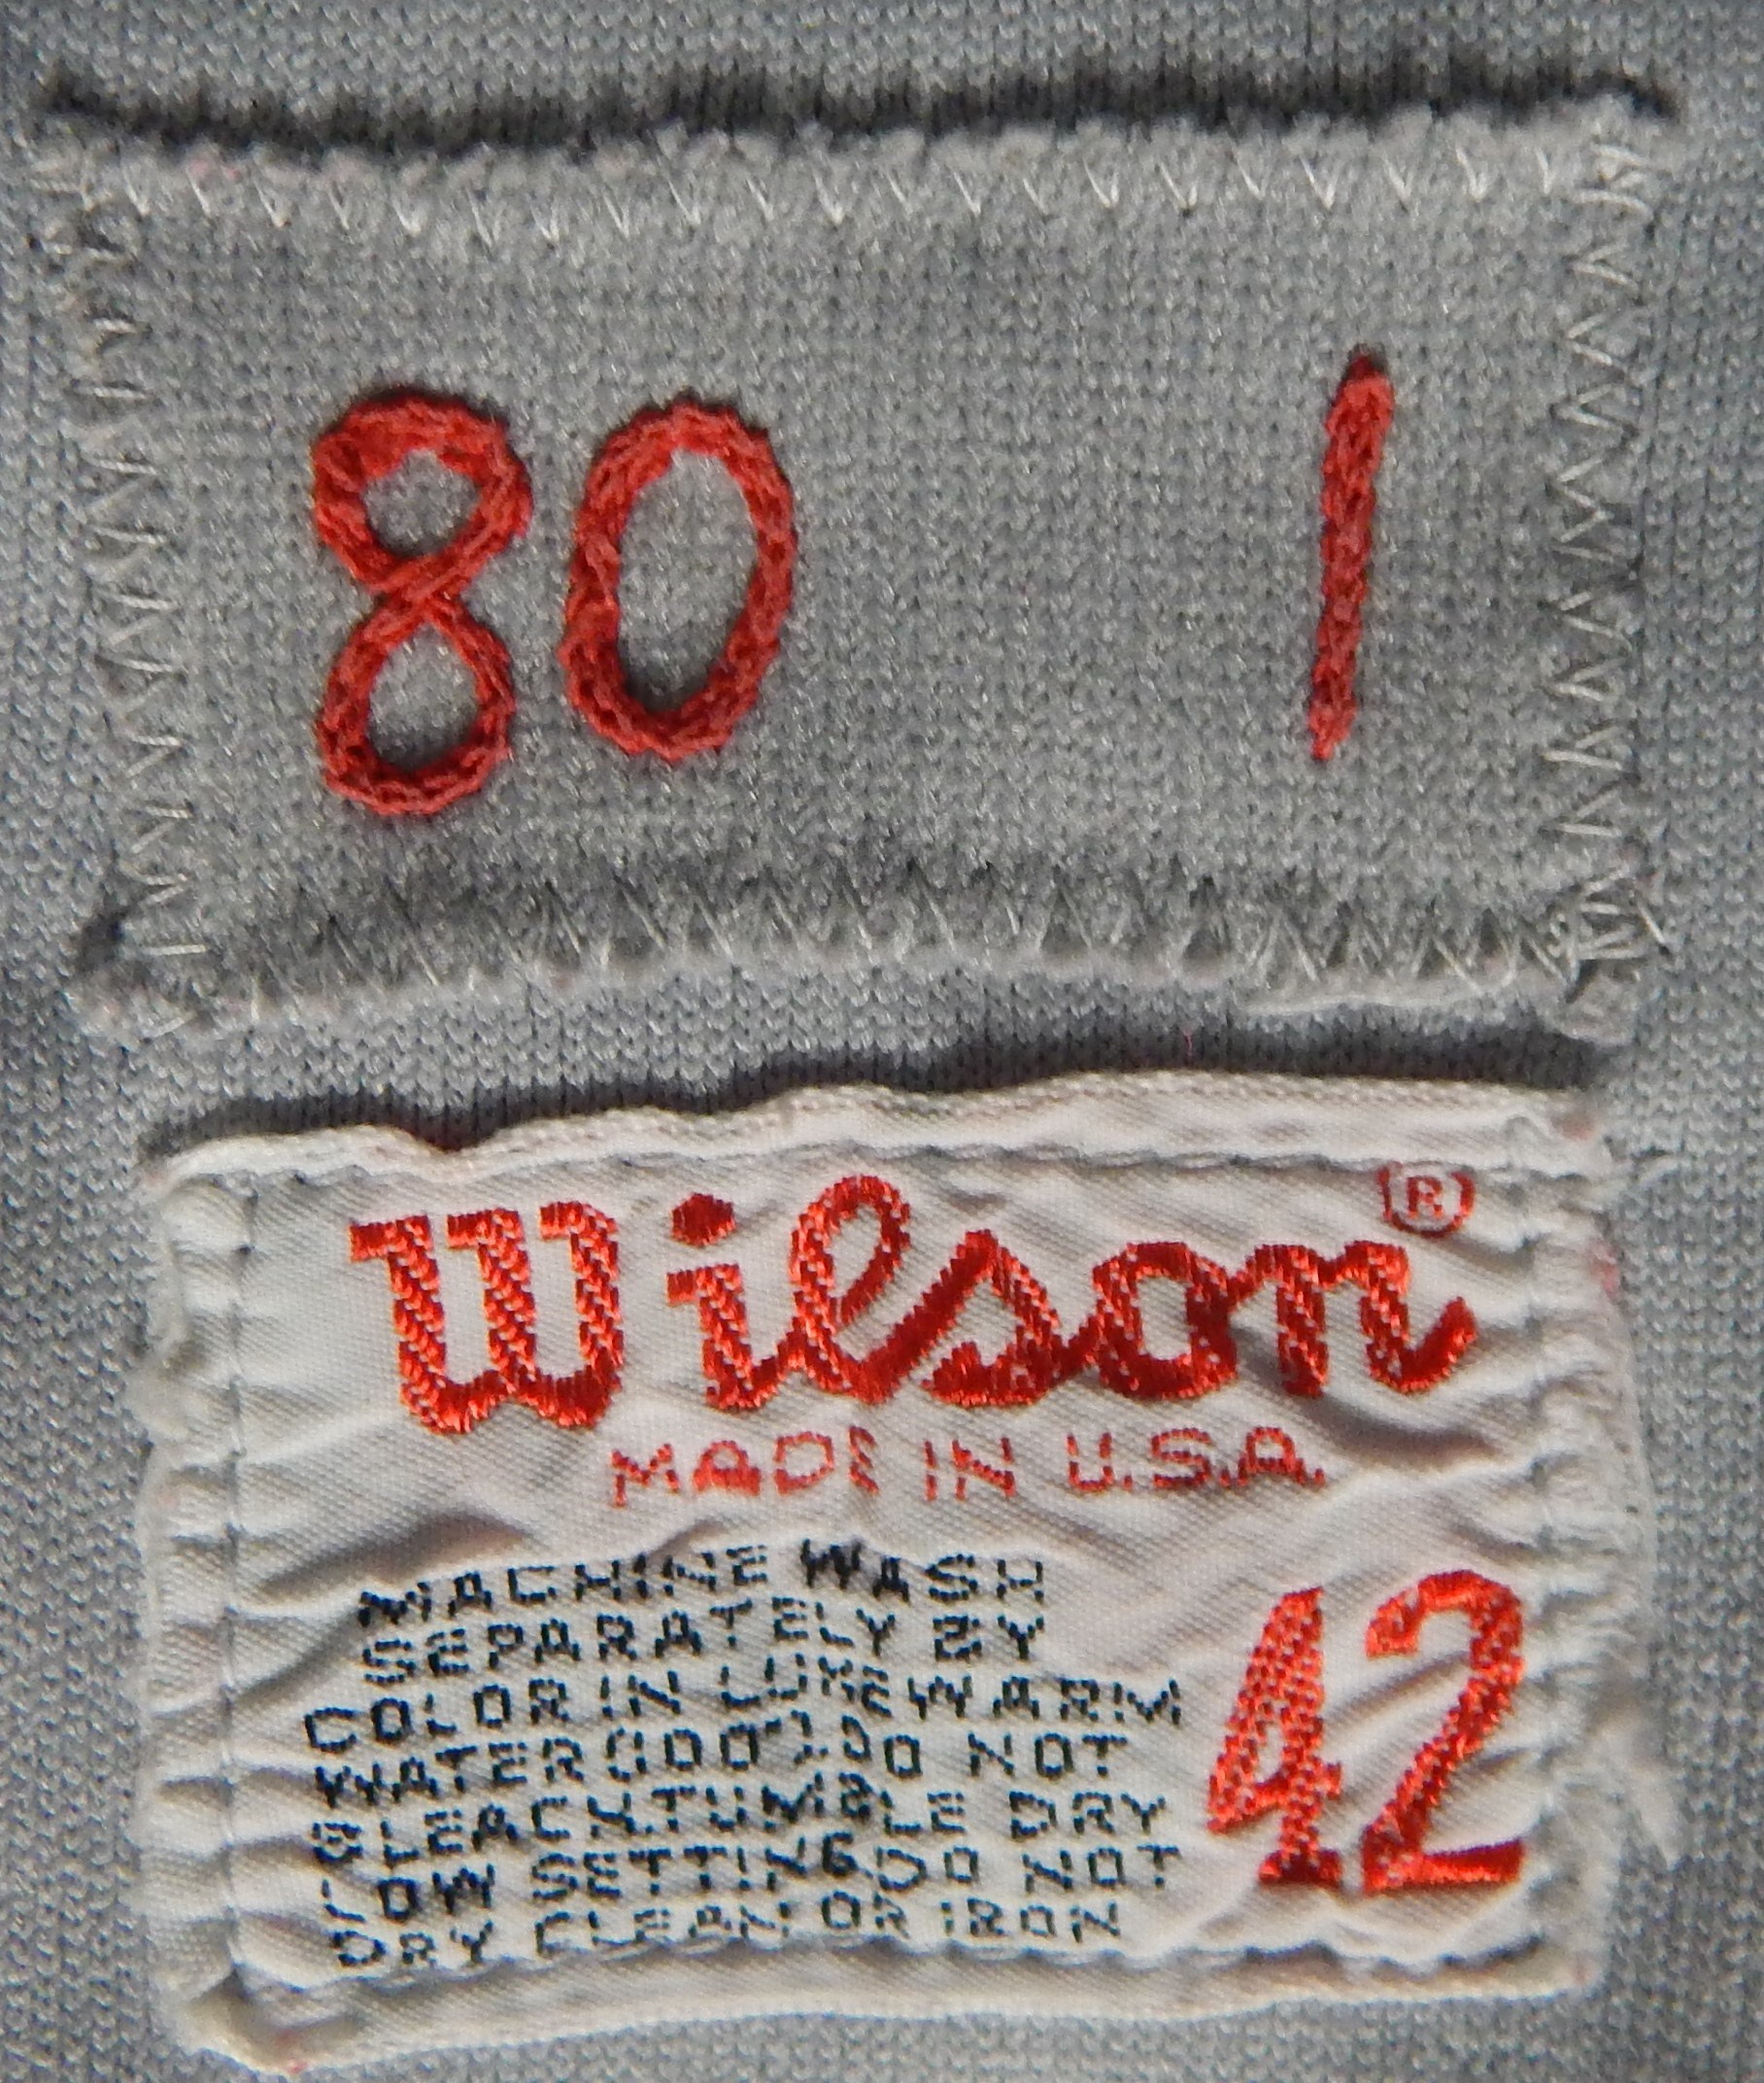 80 1
Wilson®
MADE IN U.S.A.
MACHINE WASH
SEPARATELY BY
COLOR IN LUKEWARM
WATER(100°).DO NOT
BLEACH.TUMBLE DRY
LOW SETTING.DO NOT
DRY CLEAN OR IRON
42